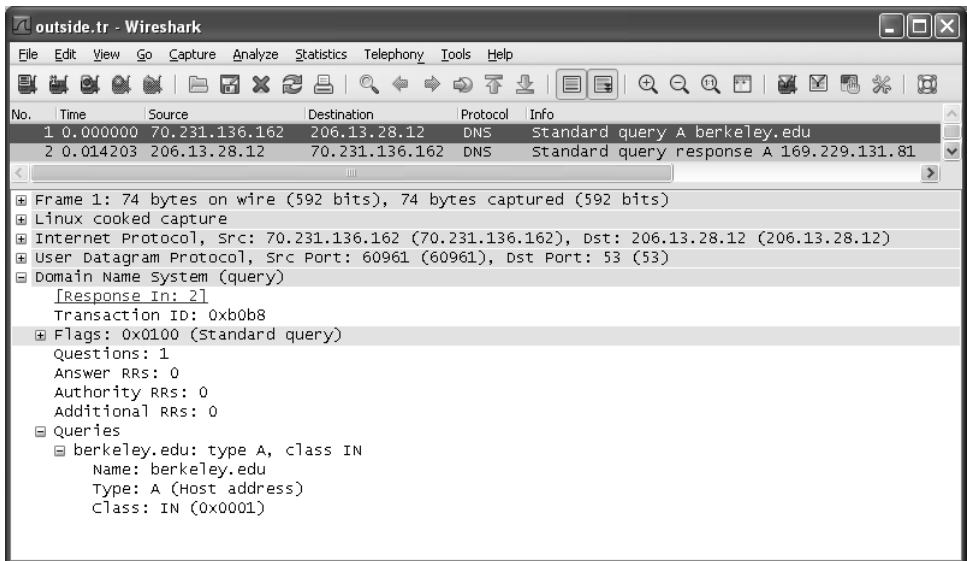 outside.tr - Wireshark
File Edit View Go Capture Analyze Statistics Telephony Tools Help
No. Time Source Destination Protocol Info
1 0.000000 70.231.136.162 206.13.28.12 DNS Standard query A berkeley.edu
2 0.014203 206.13.28.12 70.231.136.162 DNS Standard query response A 169.229.131.81
Frame 1: 74 bytes on wire (592 bits), 74 bytes captured (592 bits)
Linux cooked capture
Internet Protocol, Src: 70.231.136.162 (70.231.136.162), Dst: 206.13.28.12 (206.13.28.12)
User Datagram Protocol, Src Port: 60961 (60961), Dst Port: 53 (53)
Domain Name System (query)
[Response In: 2]
Transaction ID: 0xb0b8
Flags: 0x0100 (Standard query)
Questions: 1
Answer RRs: 0
Authority RRs: 0
Additional RRs: 0
Queries
berkeley.edu: type A, class IN
Name: berkeley.edu
Type: A (Host address)
Class: IN (0x0001)